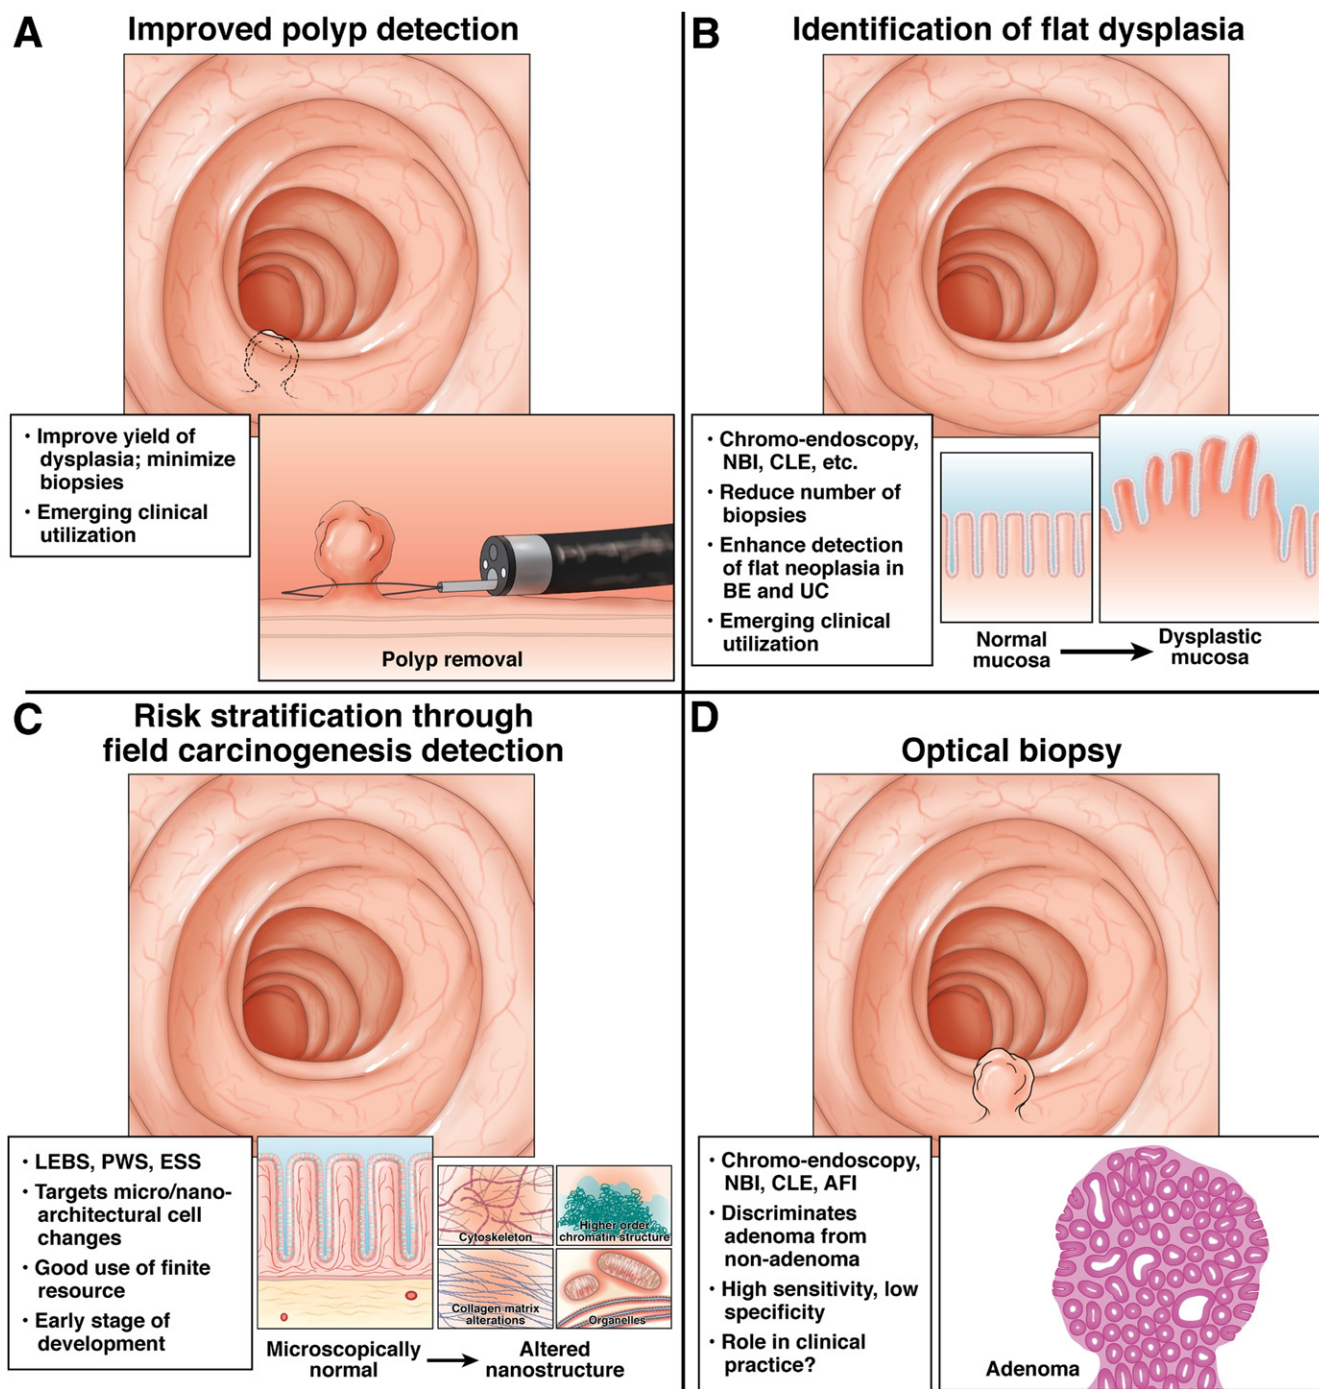 A
Improved polyp detection
· Improve yield of
dysplasia; minimize
biopsies
· Emerging clinical
utilization
Polyp removal
B
Identification of flat dysplasia
· Chromo-endoscopy,
NBI, CLE, etc.
· Reduce number of
biopsies
· Enhance detection
of flat neoplasia in
BE and UC
· Emerging clinical
utilization
Normal
mucosa
Dysplastic
mucosa
C
Risk stratification through
field carcinogenesis detection
· LEBS, PWS, ESS
· Targets micro/nano-
architectural cell
changes
· Good use of finite
resource
· Early stage of
development
Cytoskeleton
Higher order
chromatin structure
Collagen matrix
alterations
Organelles
Microscopically
normal
Altered
nanostructure
D
Optical biopsy
· Chromo-endoscopy,
NBI, CLE, AFI
· Discriminates
adenoma from
non-adenoma
· High sensitivity, low
specificity
· Role in clinical
practice?
Adenoma